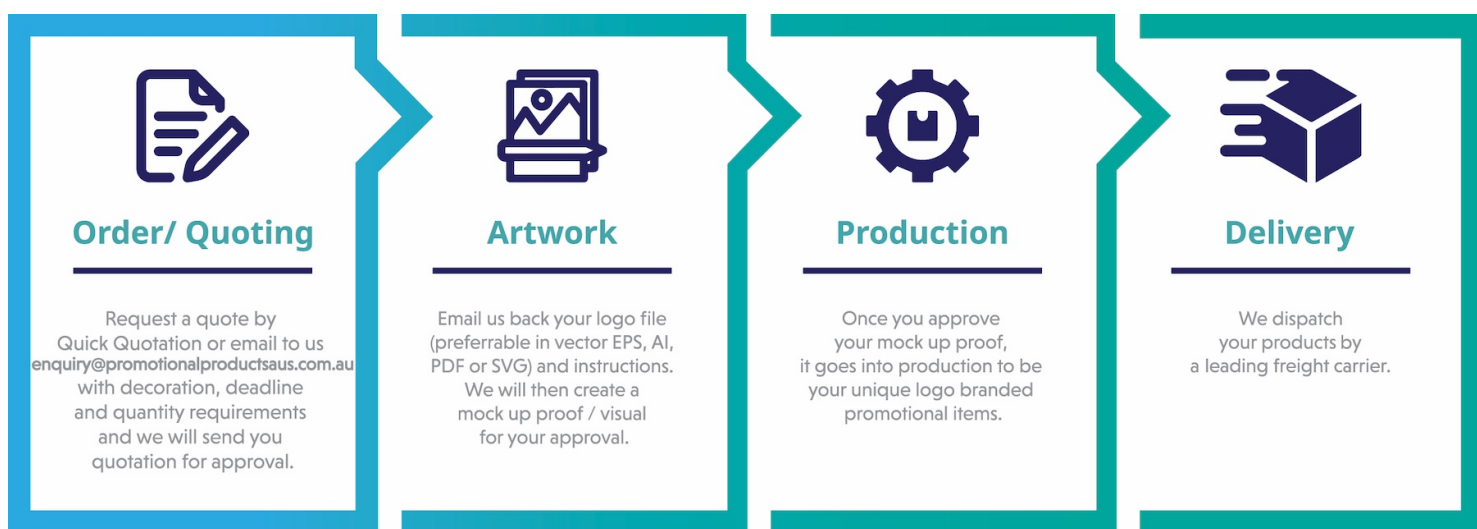 Order/ Quoting
Request a quote by
Quick Quotation or email to us
enquiry@promotionalproductsaus.com.au
with decoration, deadline
and quantity requirements
and we will send you
quotation for approval.
Artwork
Email us back your logo file
(preferrable in vector EPS, AI,
PDF or SVG) and instructions.
We will then create a
mock up proof / visual
for your approval.
Production
Once you approve
your mock up proof,
it goes into production to be
your unique logo branded
promotional items.
Delivery
We dispatch
your products by
a leading freight carrier.